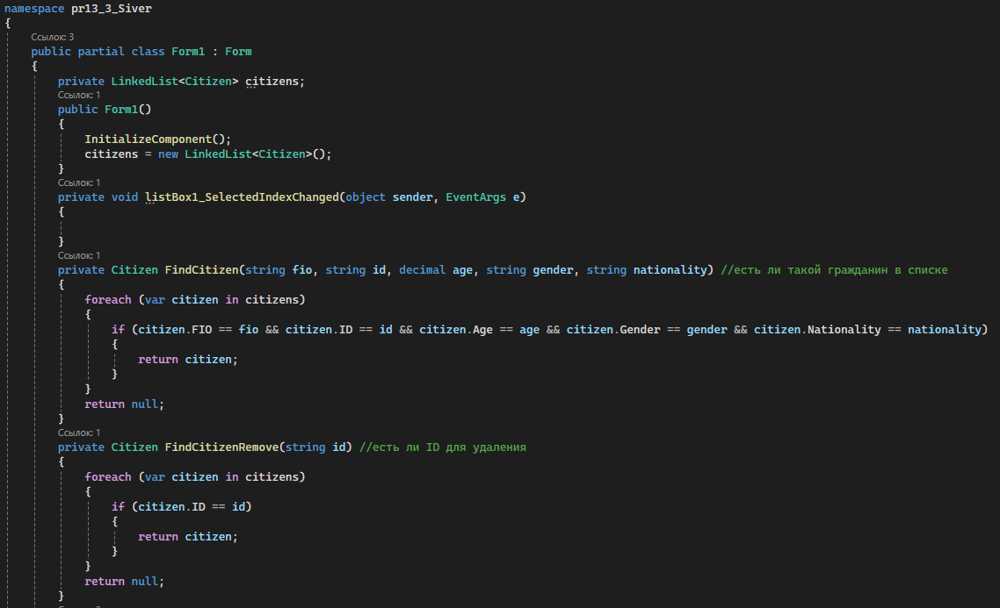 namespace pr13_3_Siver
{
Ссылок: 3
public partial class Form1 : Form
{
private LinkedList<Citizen> citizens;
Ссылок: 1
public Form1()
{
InitializeComponent();
citizens = new LinkedList<Citizen>();
}
Ссылок: 1
private void listBox1_SelectedIndexChanged(object sender, EventArgs e)
{
}
Ссылок: 1
private Citizen FindCitizen(string fio, string id, decimal age, string gender, string nationality) //есть ли такой гражданин в списке
{
foreach (var citizen in citizens)
{
if (citizen.FIO == fio && citizen.ID == id && citizen.Age == age && citizen.Gender == gender && citizen.Nationality == nationality)
{
return citizen;
}
}
return null;
}
Ссылок: 1
private Citizen FindCitizenRemove(string id) //есть ли ID для удаления
{
foreach (var citizen in citizens)
{
if (citizen.ID == id)
{
return citizen;
}
}
return null;
}